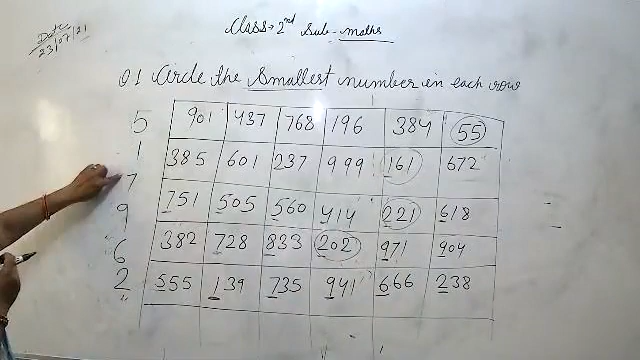 Date
23/07/21
Class→2nd Sub-maths
Q1 Circle the Smallest number in each row
5 901 437 768 196 384 55
1 385 601 237 999 161 672
7 751 505 560 414 221 618
9 382 728 833 202 971 904
6 555 139 735 941 666 238
2